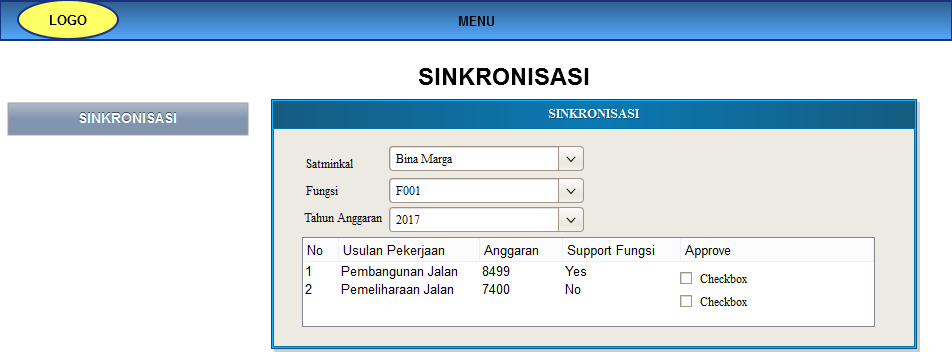 LOGO MENU
SINKRONISASI
SINKRONISASI
SINKRONISASI
Satminkal Bina Marga
Fungsi F001
Tahun Anggaran 2017
No Usulan Pekerjaan Anggaran Support Fungsi Approve
1 Pembangunan Jalan 8499 Yes Checkbox
2 Pemeliharaan Jalan 7400 No Checkbox